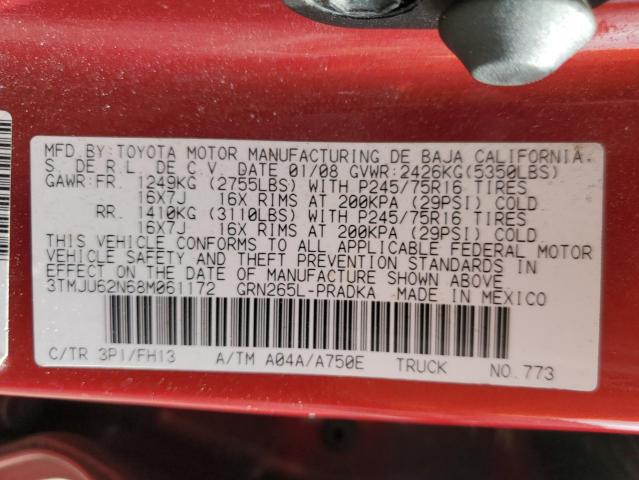 MFD.BY:TOYOTA MOTOR MANUFACTURING DE BAJA CALIFORNIA.
S. DE R.L. DE C.V. DATE 01/08 GVWR:2426KG(5350LBS)
GAWR:FR. 1249KG (2755LBS) WITH P245/75R16 TIRES
16X7J 16X RIMS AT 200KPA (29PSI) COLD
RR. 1410KG (3110LBS) WITH P245/75R16 TIRES
16X7J 16X RIMS AT 200KPA (29PSI) COLD
THIS VEHICLE CONFORMS TO ALL APPLICABLE FEDERAL MOTOR
VEHICLE SAFETY AND THEFT PREVENTION STANDARDS IN
EFFECT ON THE DATE OF MANUFACTURE SHOWN ABOVE.
3TMJU62N68M061172 GRN265L-PRADKA MADE IN MEXICO
C/TR 3P1/FH13 A/TM A04A/A750E TRUCK NO.773